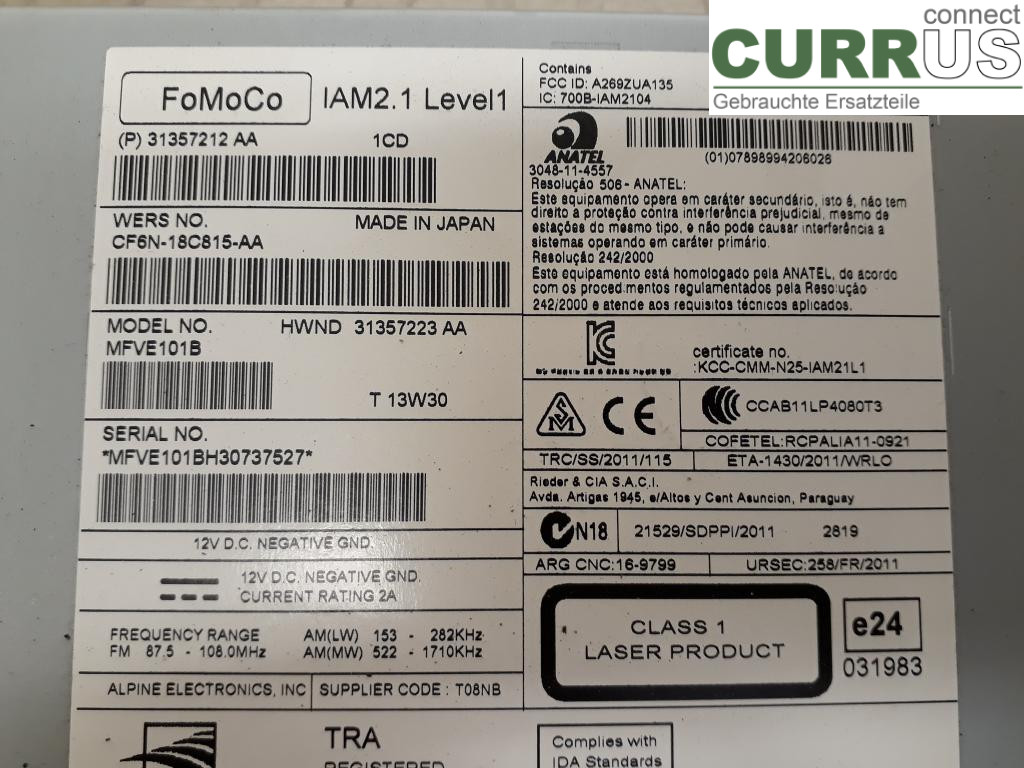 connect
CURRUS
Gebrauchte Ersatzteile
FoMoCo
IAM2.1 Level1
(P) 31357212 AA 1CD
WERS NO. MADE IN JAPAN
CF6N-18C815-AA
MODEL NO. HWND 31357223 AA
MFVE101B
T 13W30
SERIAL NO.
*MFVE101BH30737527*
12V D.C. NEGATIVE GND.
12V D.C. NEGATIVE GND.
CURRENT RATING 2A
FREQUENCY RANGE AM(LW) 153 - 282KHz
FM 87.5 - 108.0MHz AM(MW) 522 - 1710KHz
ALPINE ELECTRONICS, INC SUPPLIER CODE : T08NB
TRA
REGISTERED
Contains
FCC ID: A269ZUA135
IC: 700B-IAM2104
ANATEL
(01)07898994206026
3048-11-4557
Resolução 506 - ANATEL:
Este equipamento opera em caráter secundário, isto é, não tem
direito a proteção contra interferência prejudicial, mesmo de
estações do mesmo tipo, e não pode causar interferência a
sistemas operando em caráter primário.
Resolução 242/2000
Este equipamento está homologado pela ANATEL, de acordo
com os procedimentos regulamentados pela Resolução
242/2000 e atende aos requisitos técnicos aplicados.
certificate no.
:KCC-CMM-N25-IAM21L1
CE
CCAB11LP4080T3
COFETEL:RCPALIA11-0921
TRC/SS/2011/115 ETA-1430/2011/WRLO
Rieder & CIA S.A.C.I.
Avda. Artigas 1945, e/Altos y Cent Asuncion, Paraguay
N18 21529/SDPPI/2011 2819
ARG CNC:16-9799 URSEC:258/FR/2011
CLASS 1
LASER PRODUCT
e24
031983
Complies with
IDA Standards